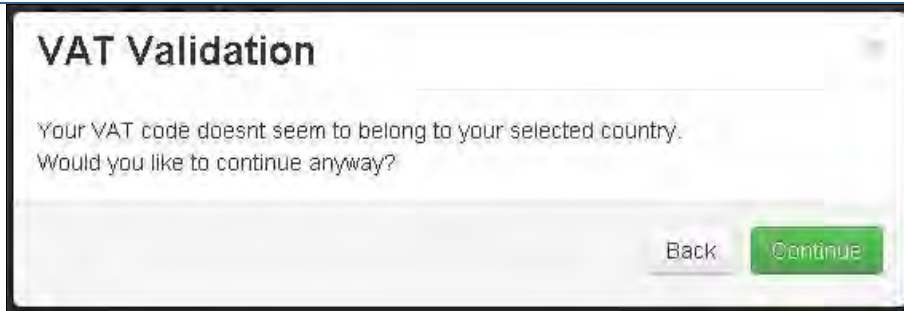 VAT Validation
Your VAT code doesnt seem to belong to your selected country.
Would you like to continue anyway?
Back
Continue